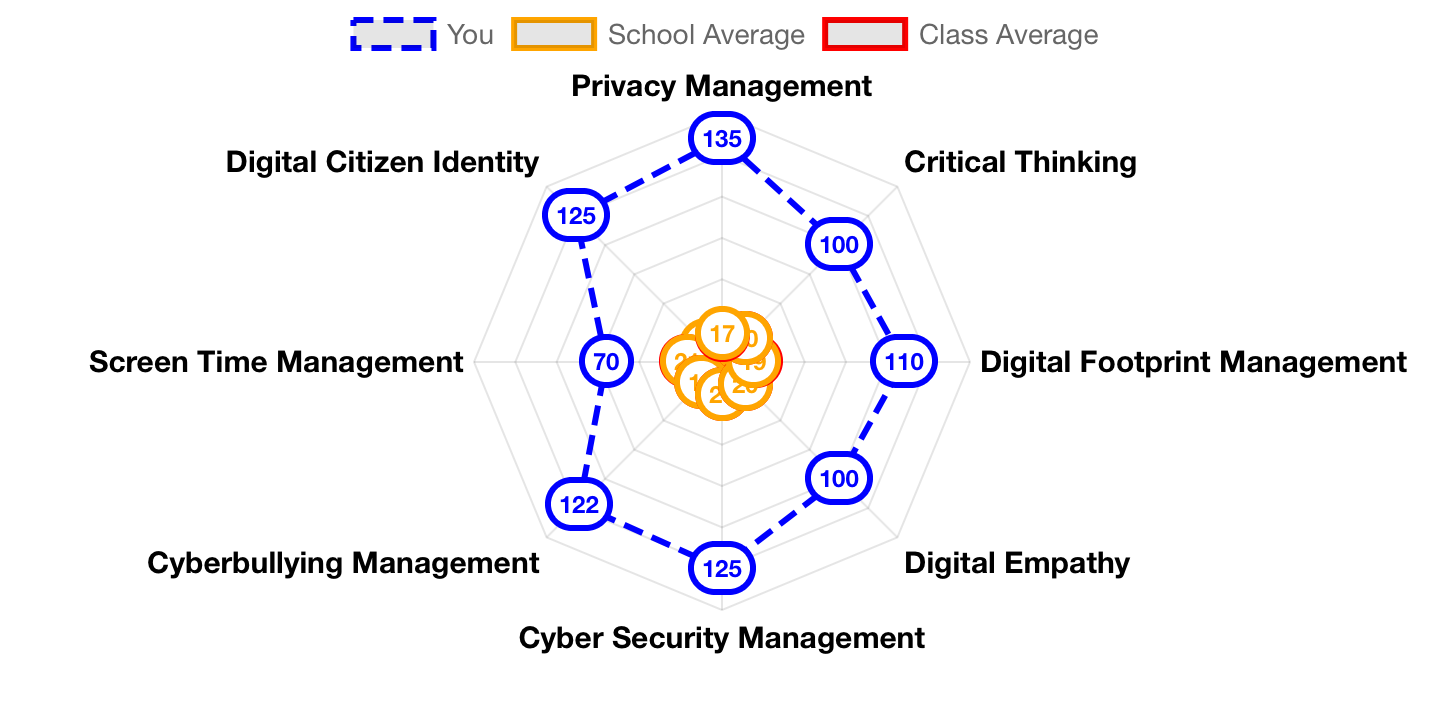 You School Average Class Average
Privacy Management
135
Digital Citizen Identity Critical Thinking
125 100
17
Screen Time Management 70 110 Digital Footprint Management
122 100
Cyberbullying Management 125 Digital Empathy
Cyber Security Management